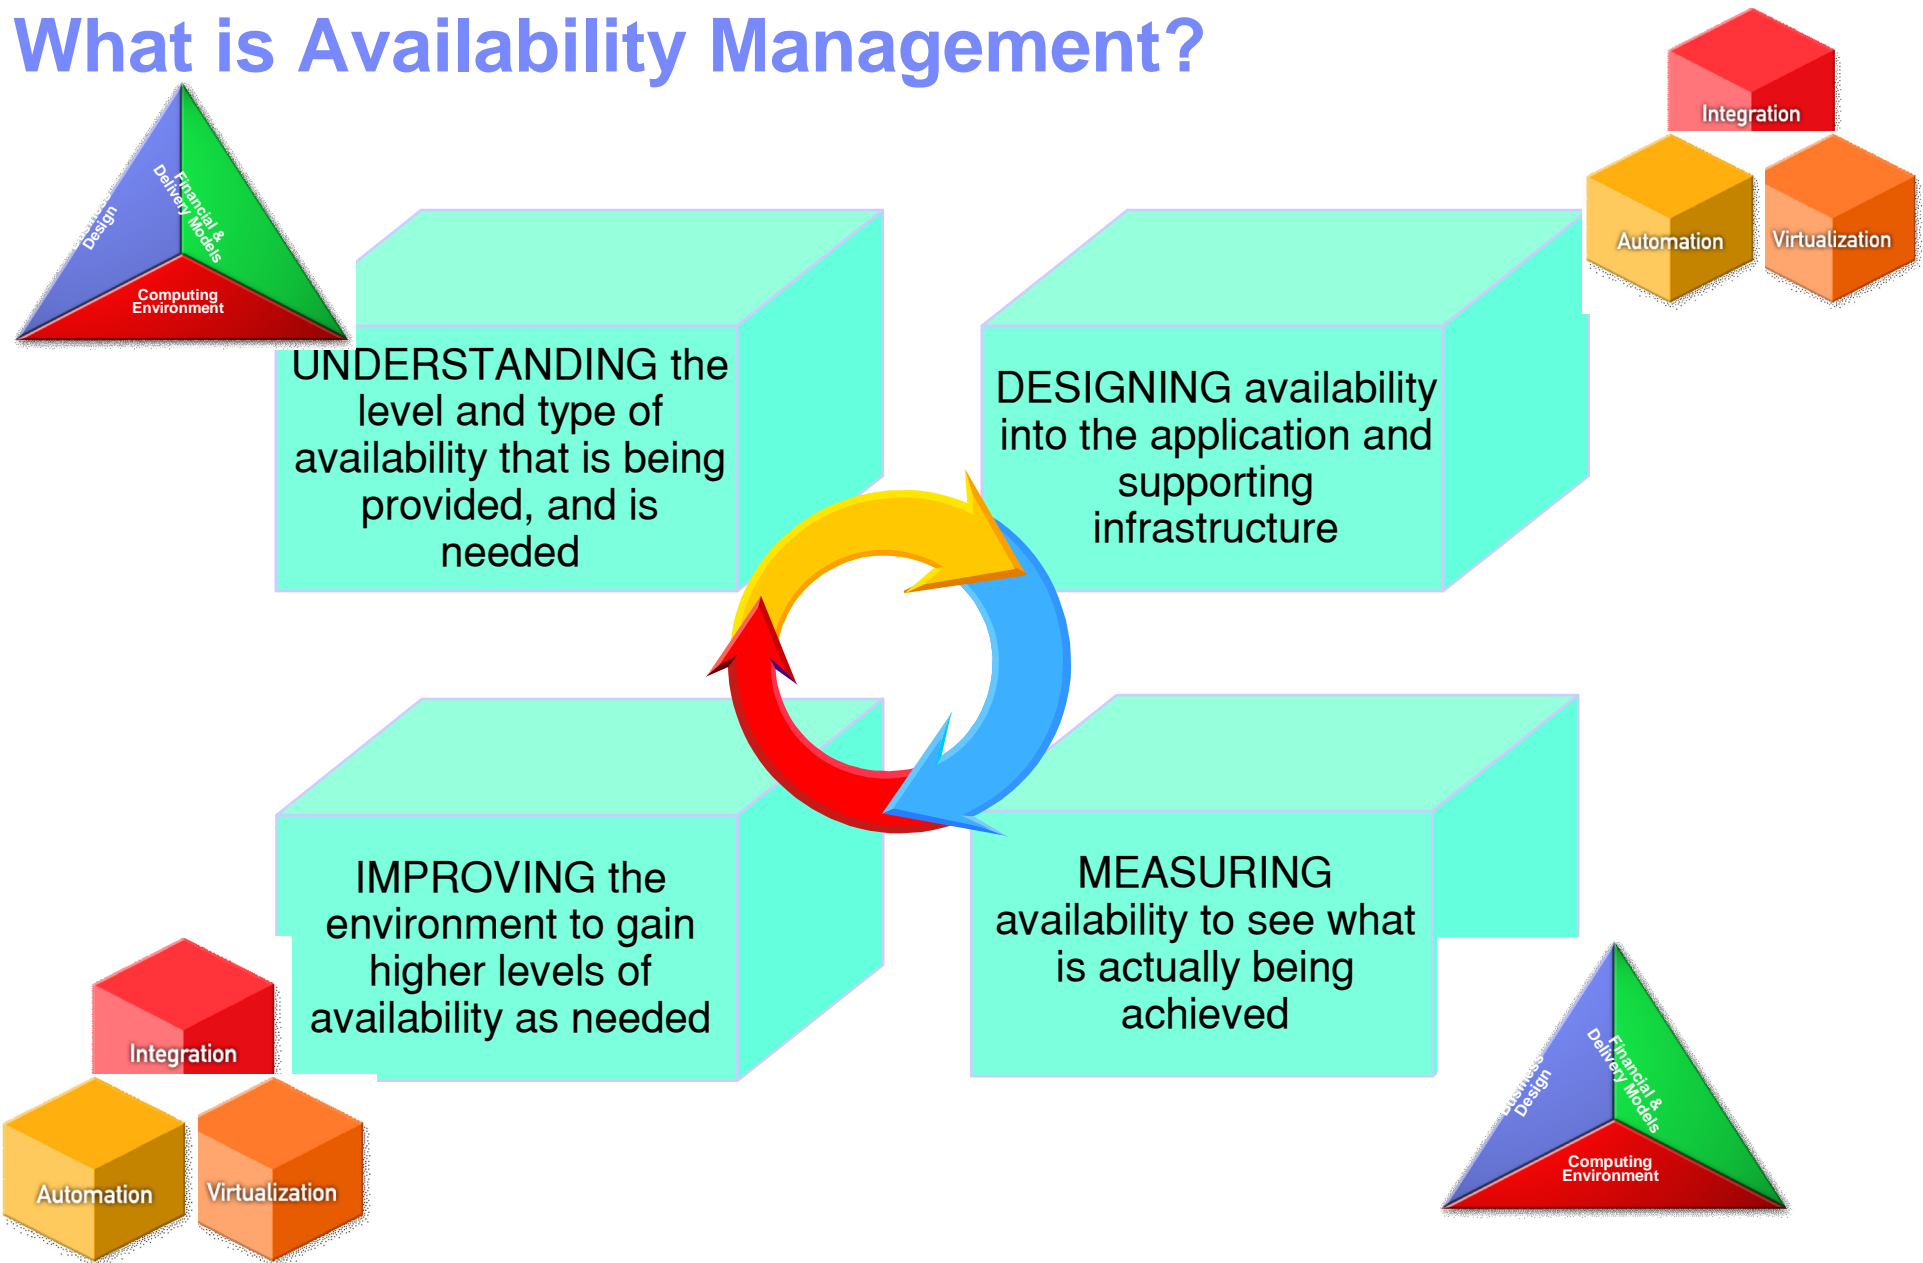 What is Availability Management?
Integration
Automation
Virtualization
Design
Financial &
Delivery Models
Computing
Environment
UNDERSTANDING the
level and type of
availability that is being
provided, and is
needed
DESIGNING availability
into the application and
supporting
infrastructure
IMPROVING the
environment to gain
higher levels of
availability as needed
MEASURING
availability to see what
is actually being
achieved
Integration
Automation
Virtualization
Business
Design
Financial &
Delivery Models
Computing
Environment